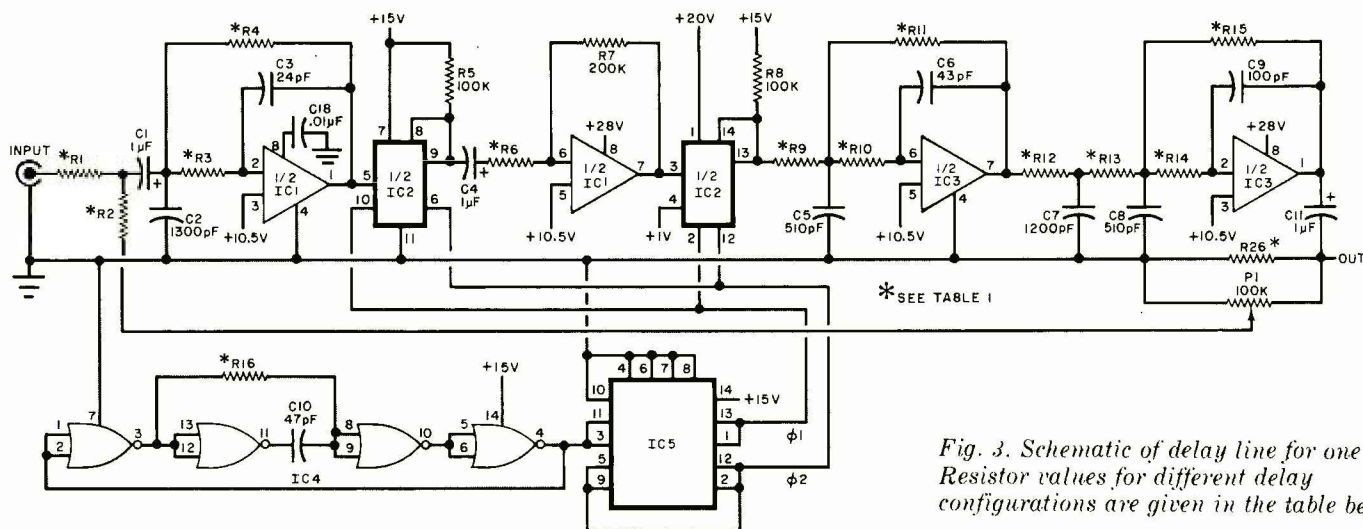 +15V
+20V
+15V
*R4
C3
24pF
C18
.01µF
8
INPUT
*R1
C1
1µF
+
*R3
2
1/2
IC1
1
3
4
+10.5V
*R2
C2
1300pF
7
8
R5
100K
9
5
1/2
IC2
10
6
11
C4
1µF
+
*R6
R7
200K
+28V
6
8
1/2
IC1
7
5
+10.5V
1
14
R8
100K
13
3
1/2
IC2
4
+1V
2
12
*R9
*R10
*R11
C6
43pF
6
1/2
IC3
7
5
4
+10.5V
C5
510pF
*R12
*R13
*R14
C7
1200pF
C8
510pF
*R15
C9
100pF
+28V
2
8
1/2
IC3
1
3
+10.5V
+
C11
1µF
R26*
OUT
P1
100K
*SEE TABLE 1
*R16
7
1
2
3
13
12
11
C10
47pF
8
9
10
5
6
14
+15V
4
IC4
4
6
7
8
10
11
3
5
9
IC5
14
+15V
13
1
ϕ1
12
2
ϕ2
Fig. 3. Schematic of delay line for one
Resistor values for different delay
configurations are given in the table be